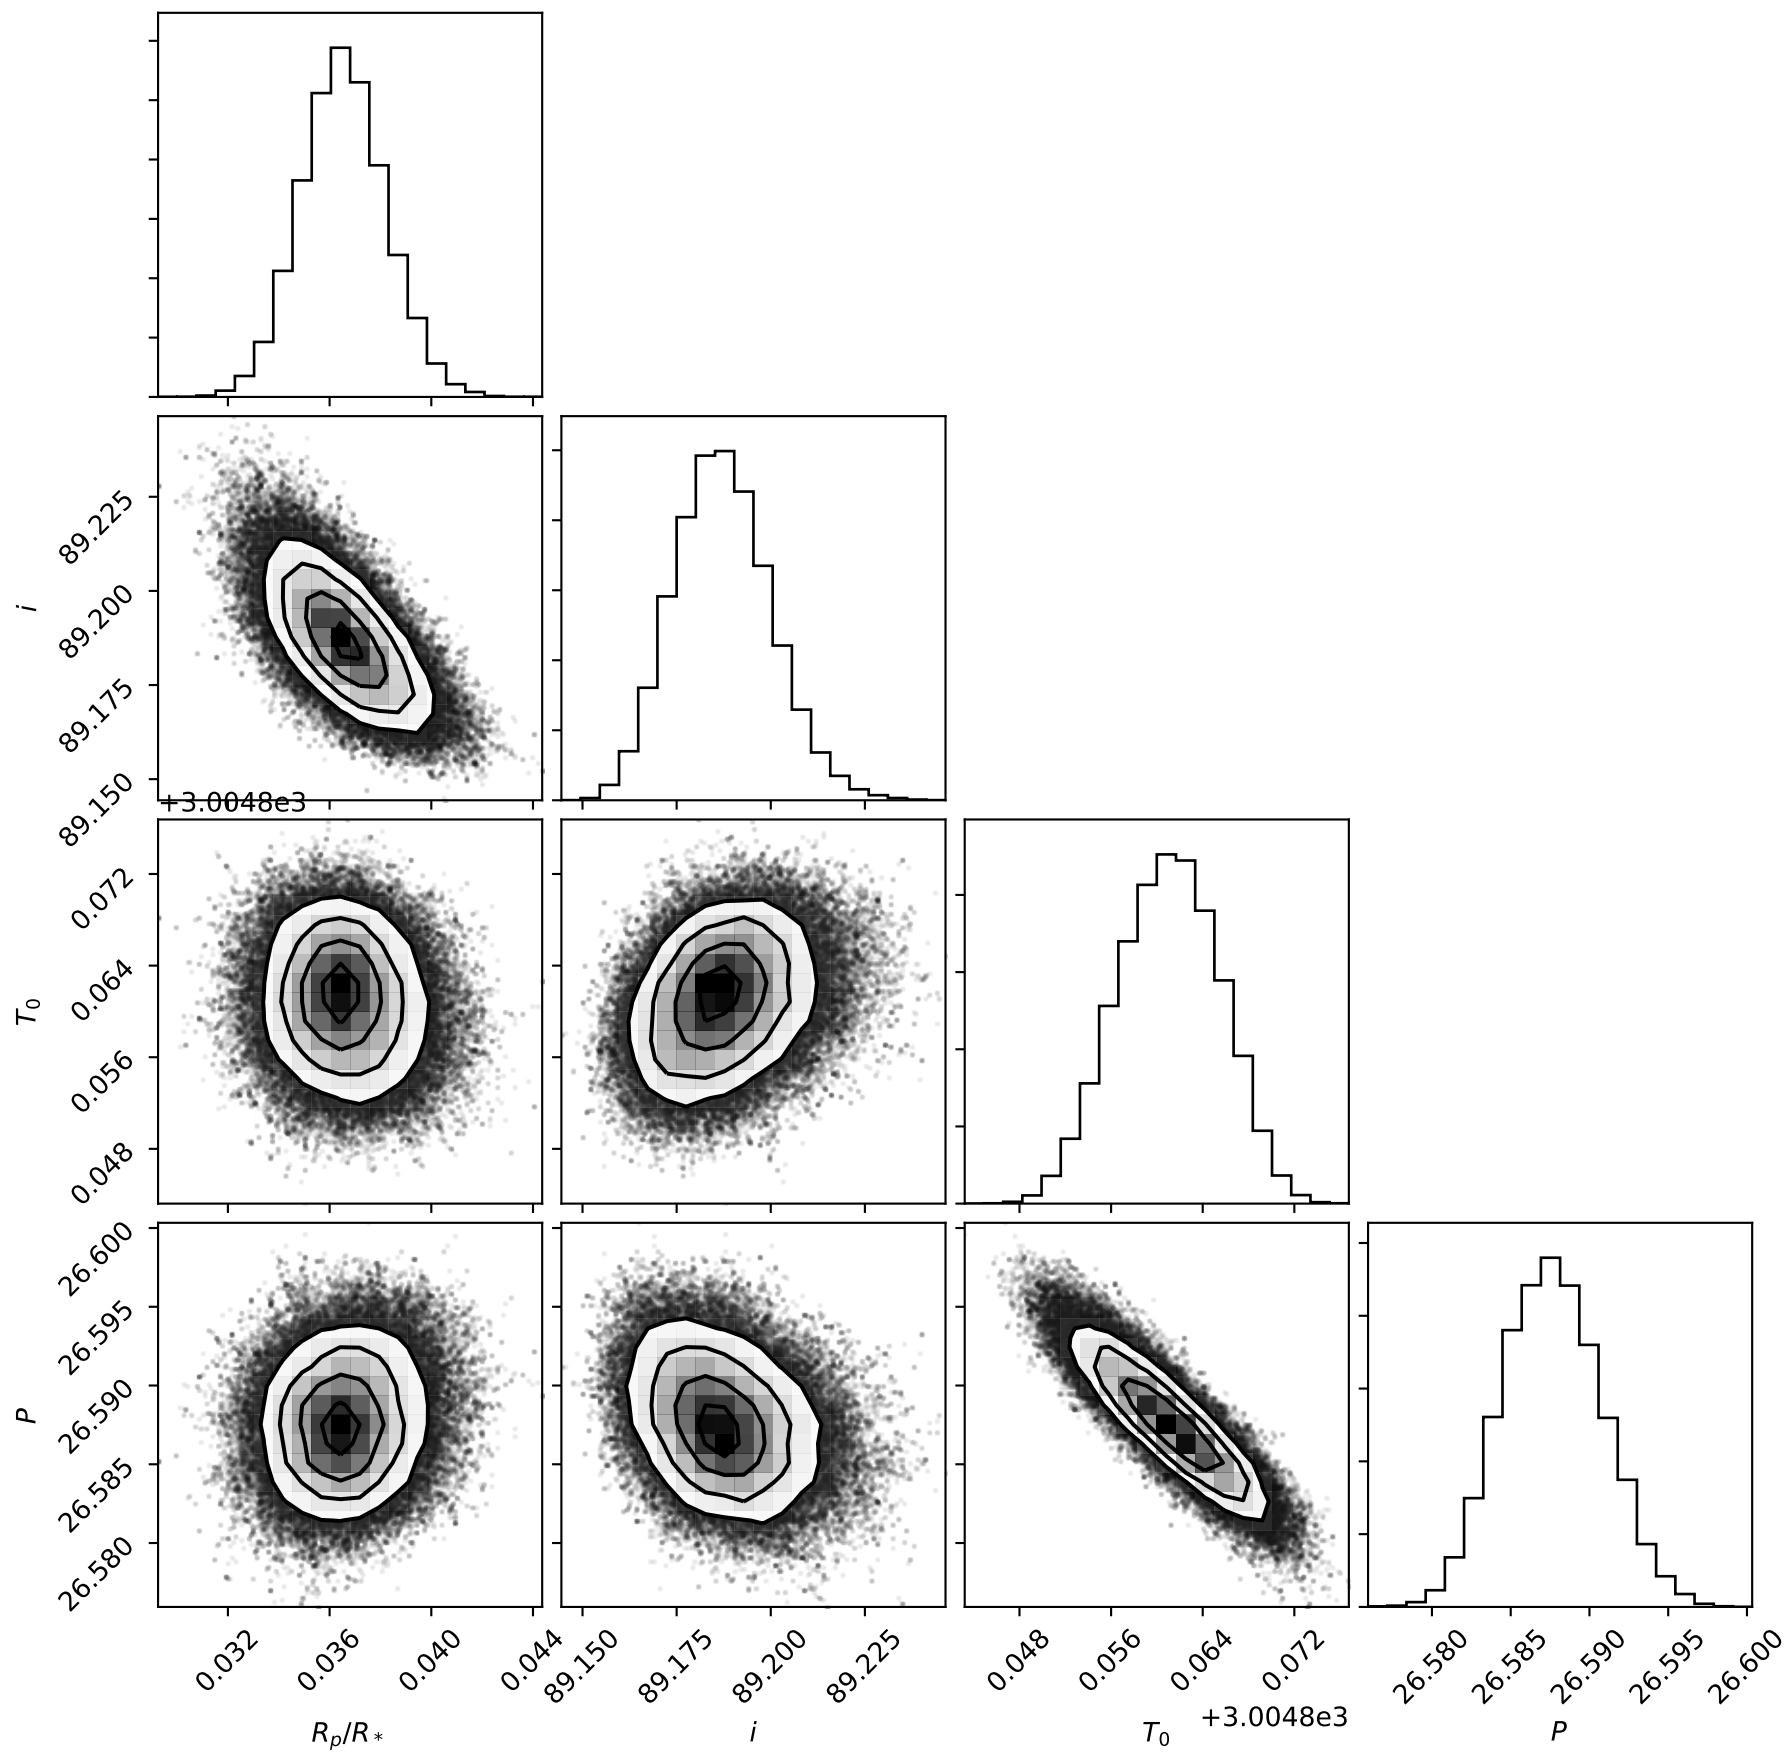 i
89.225
89.200
89.175
89.150
+3.0048e3
T₀
0.072
0.064
0.056
0.048
P
26.600
26.595
26.590
26.585
26.580
0.032 0.036 0.040 0.044
89.150 89.175 89.200 89.225
0.048 0.056 0.064 0.072
26.580 26.585 26.590 26.595 26.600
+3.0048e3
Rₚ/R* i T₀ P